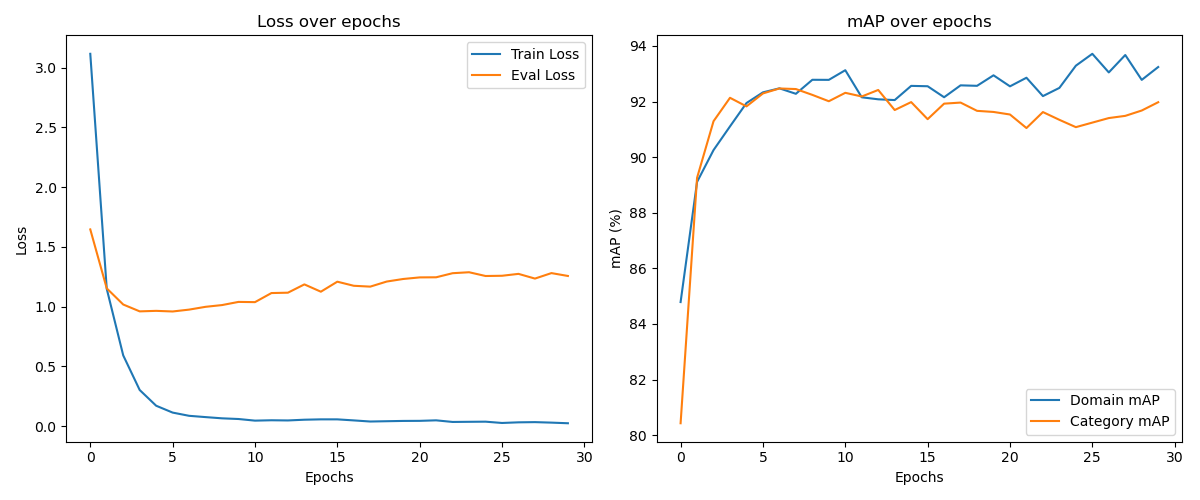 Loss over epochs
Train Loss
Eval Loss
3.0
2.5
2.0
1.5
1.0
0.5
0.0
Loss
0 5 10 15 20 25 30
Epochs
mAP over epochs
94
92
90
88
86
84
82
80
mAP (%)
Domain mAP
Category mAP
0 5 10 15 20 25 30
Epochs